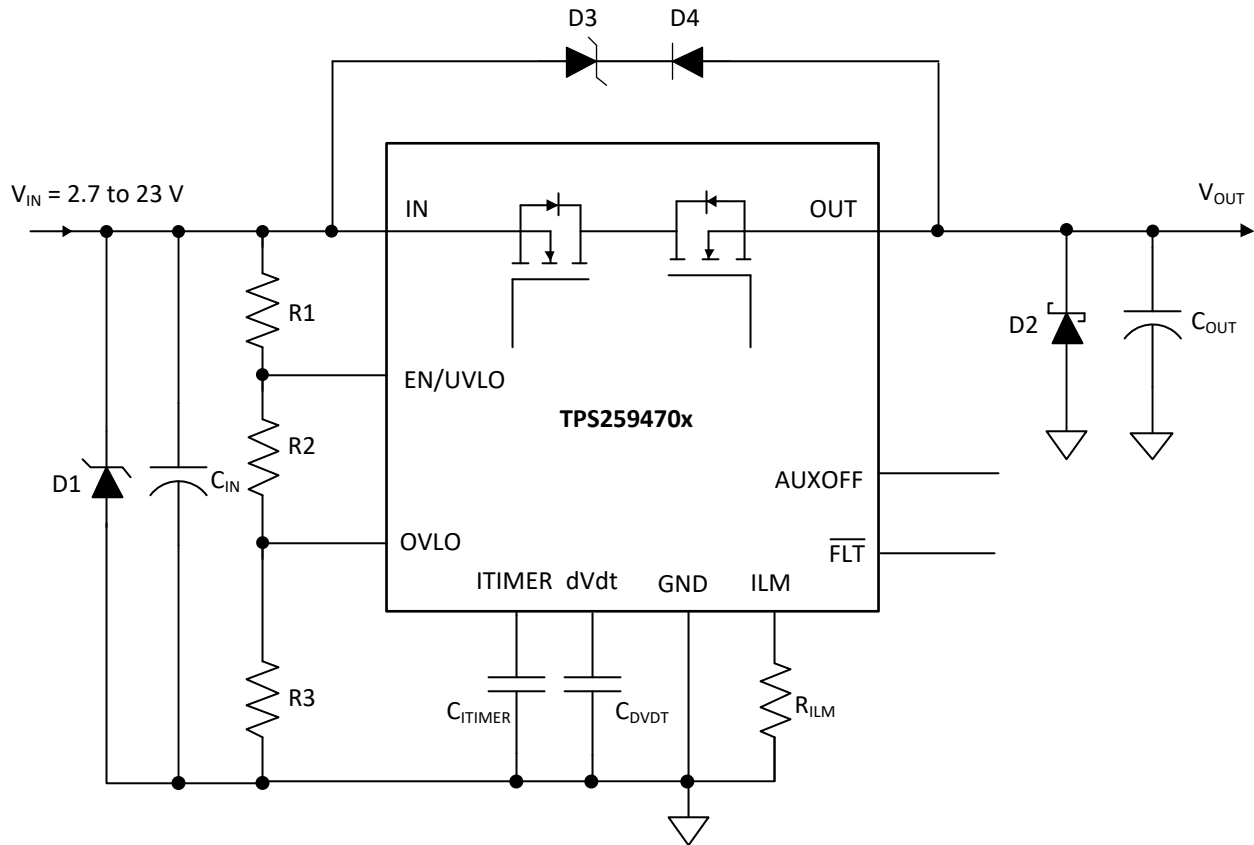 D3 D4
V_IN = 2.7 to 23 V
V_OUT
IN
OUT
R1
EN/UVLO
D2
C_OUT
TPS259470x
R2
D1
C_IN
AUXOFF
OVLO
FLT
ITIMER dVdt GND ILM
R3
C_ITIMER
C_DVDT
R_ILM